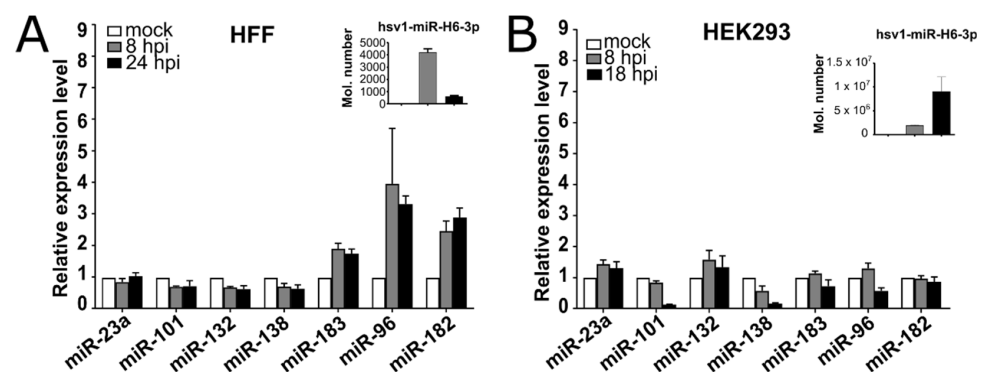 A
HFF
mock
8 hpi
24 hpi
Relative expression level
9
8
7
6
5
4
3
2
1
0
miR-23a
miR-101
miR-132
miR-138
miR-183
miR-96
miR-182
hsv1-miR-H6-3p
Mol. number
5000
4000
3000
2000
1000
0
B
HEK293
mock
8 hpi
18 hpi
Relative expression level
9
8
7
6
5
4
3
2
1
0
miR-23a
miR-101
miR-132
miR-138
miR-183
miR-96
miR-182
hsv1-miR-H6-3p
Mol. number
1.5 x 10⁷
1 x 10⁷
5 x 10⁶
0